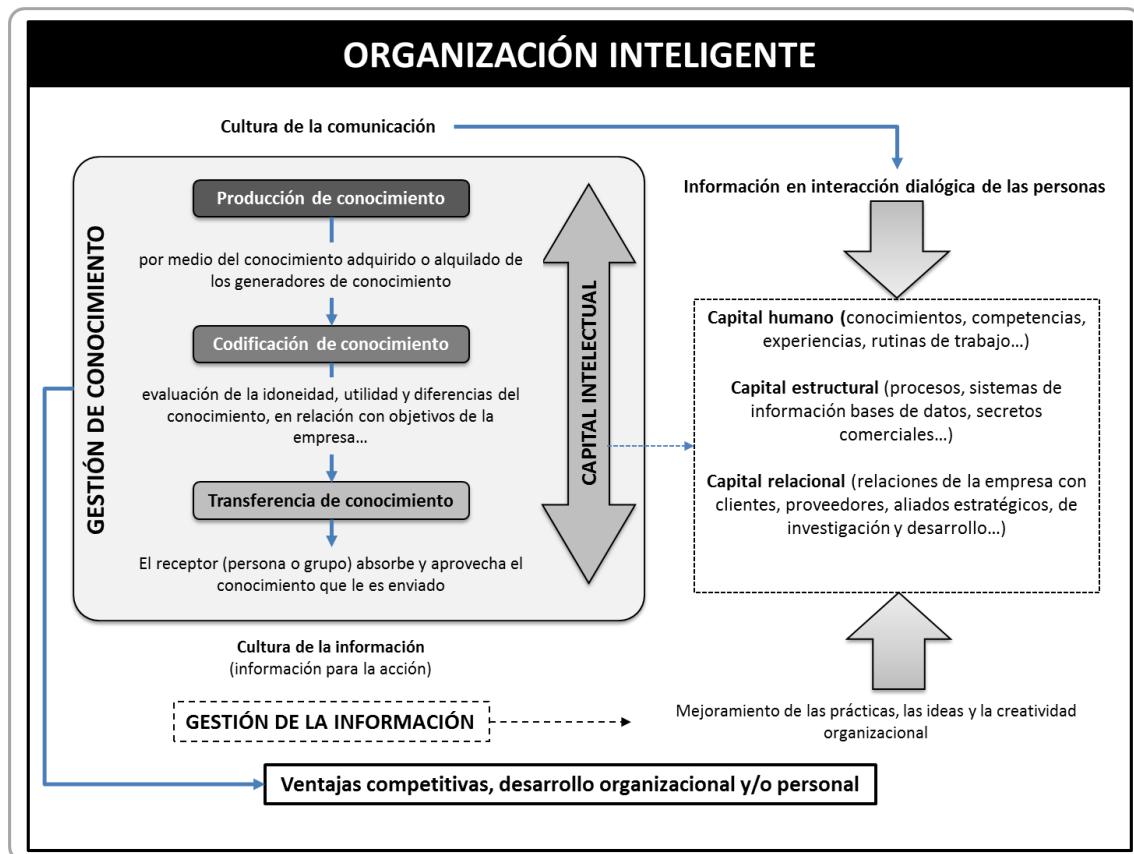 ORGANIZACIÓN INTELIGENTE
Cultura de la comunicación
Información en interacción dialógica de las personas
GESTIÓN DE CONOCIMIENTO
Producción de conocimiento
por medio del conocimiento adquirido o alquilado de
los generadores de conocimiento
Codificación de conocimiento
evaluación de la idoneidad, utilidad y diferencias del
conocimiento, en relación con objetivos de la
empresa...
Transferencia de conocimiento
El receptor (persona o grupo) absorbe y aprovecha el
conocimiento que le es enviado
CAPITAL INTELECTUAL
Capital humano (conocimientos, competencias,
experiencias, rutinas de trabajo...)
Capital estructural (procesos, sistemas de
información bases de datos, secretos
comerciales...)
Capital relacional (relaciones de la empresa con
clientes, proveedores, aliados estratégicos, de
investigación y desarrollo...)
Cultura de la información
(información para la acción)
GESTIÓN DE LA INFORMACIÓN
Mejoramiento de las prácticas, las ideas y la creatividad
organizacional
Ventajas competitivas, desarrollo organizacional y/o personal